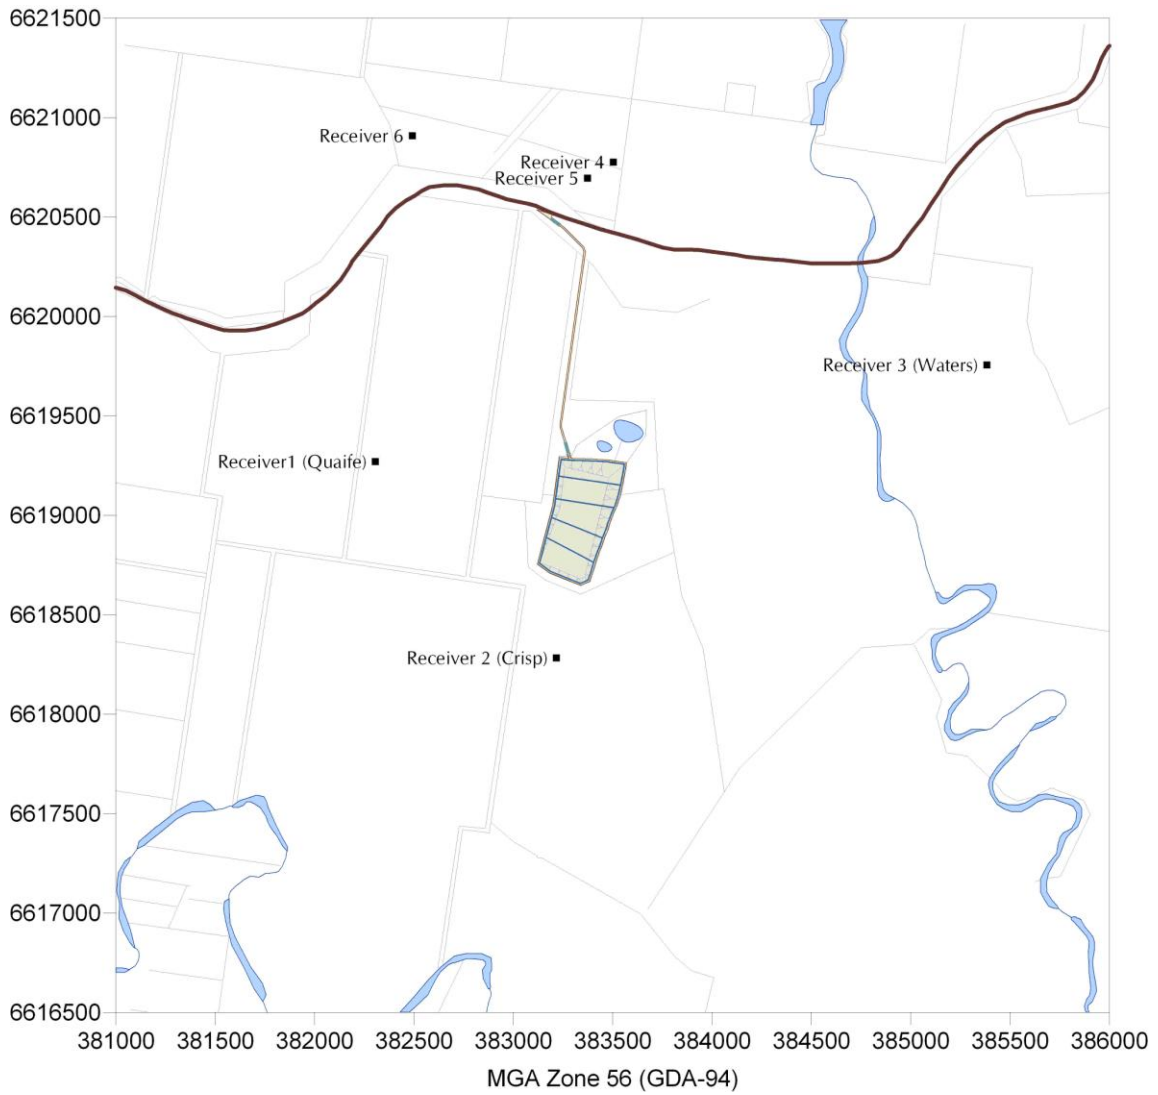 6621500
6621000
Receiver 6
Receiver 4
Receiver 5
6620500
6620000
Receiver 3 (Waters)
6619500
Receiver1 (Quaife)
6619000
6618500
Receiver 2 (Crisp)
6618000
6617500
6617000
6616500
381000 381500 382000 382500 383000 383500 384000 384500 385000 385500 386000
MGA Zone 56 (GDA-94)